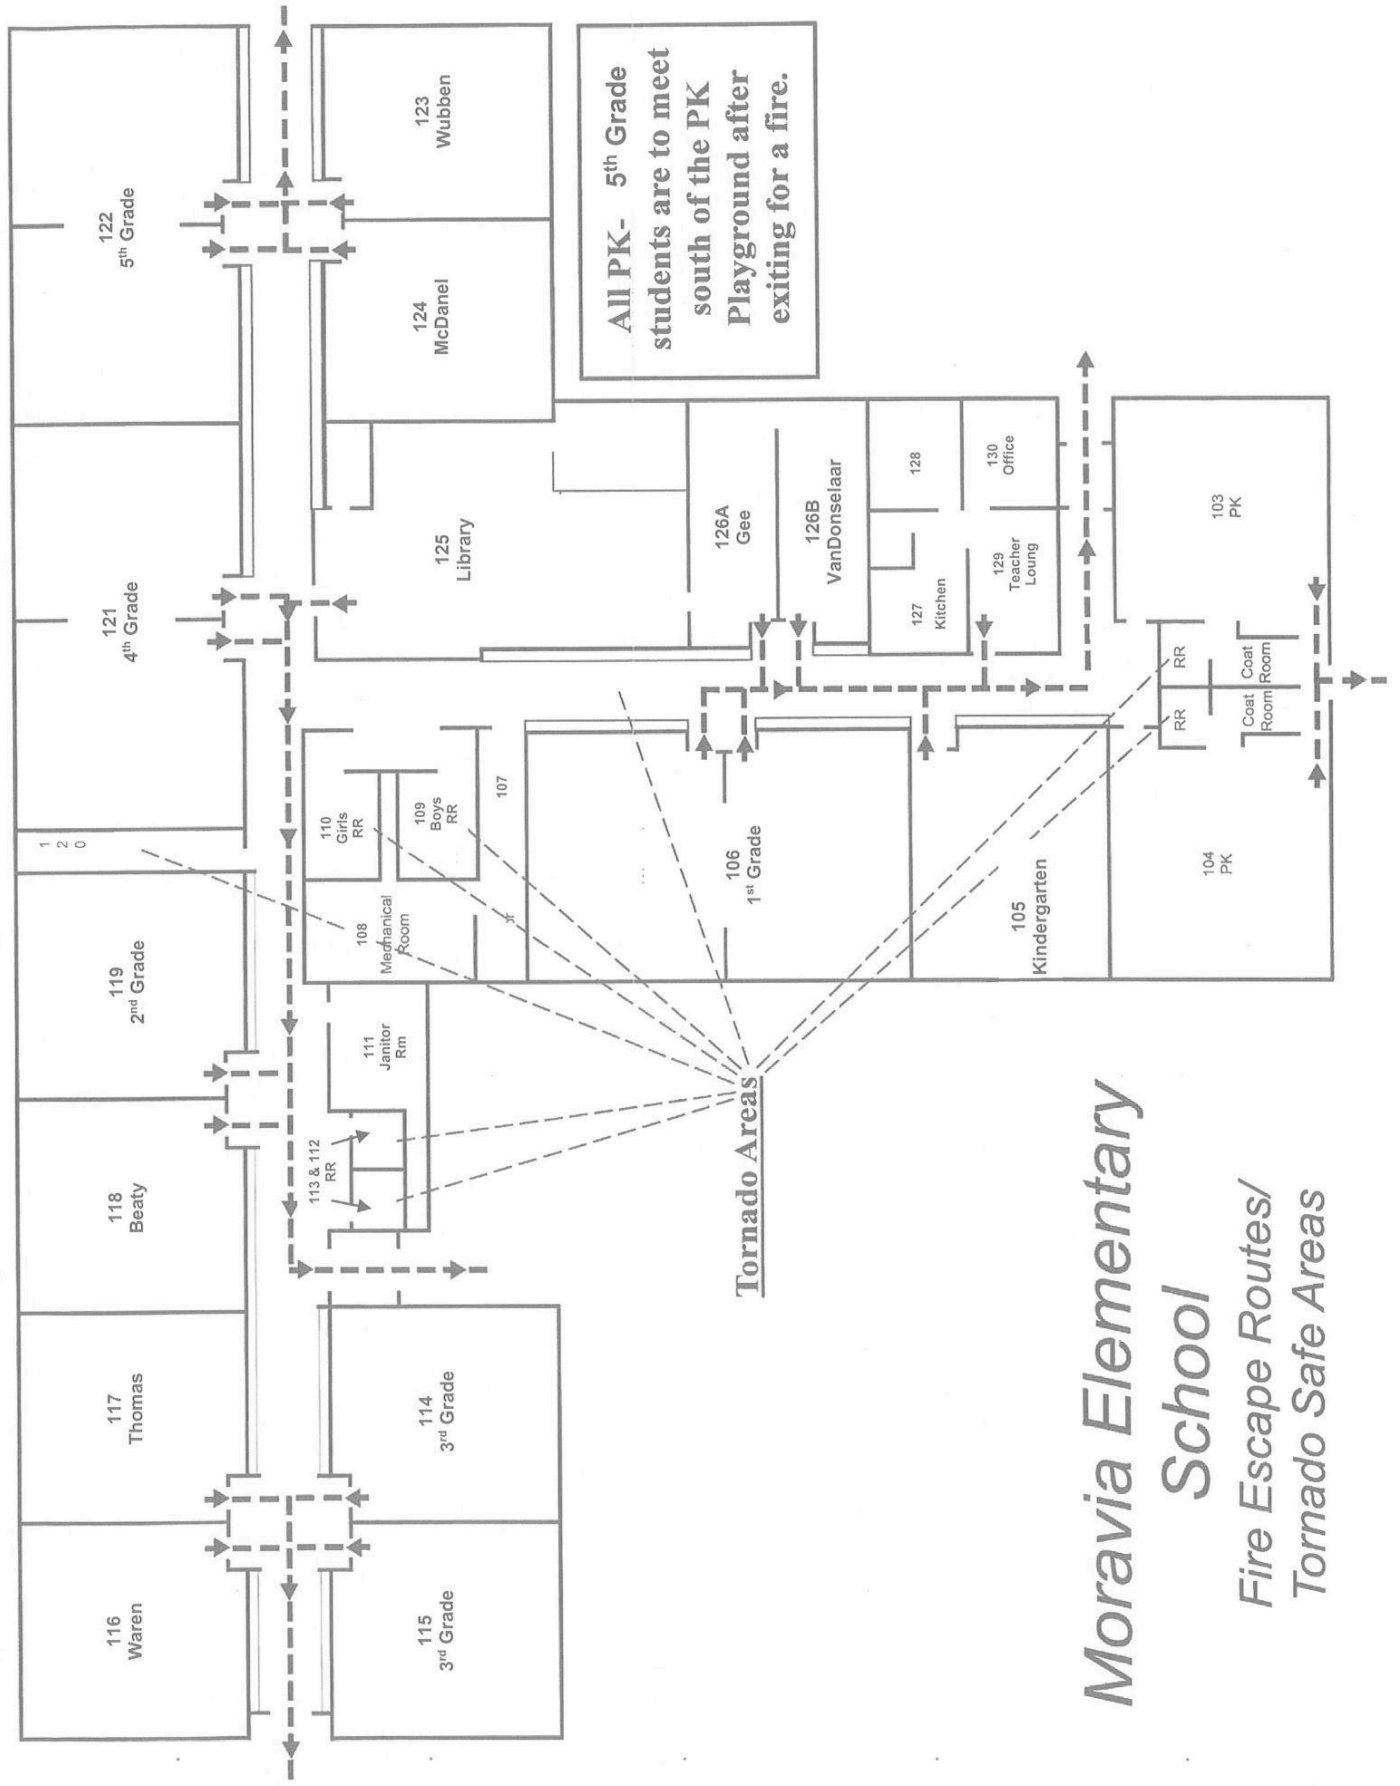 116
Waren
117
Thomas
118
Beaty
119
2nd Grade
1
2
0
121
4th Grade
122
5th Grade
113 & 112
RR
111
Janitor
Rm
108
Mechanical
Room
110
Girls
RR
109
Boys
RR
107
115
3rd Grade
114
3rd Grade
125
Library
124
McDanel
123
Wubben
All PK- 5th Grade
students are to meet
south of the PK
Playground after
exiting for a fire.
Tornado Areas
106
1st Grade
126A
Gee
126B
VanDonselaar
127
Kitchen
128
129
Teacher
Loung
130
Office
105
Kindergarten
RR
RR
Coat
Room
Coat
Room
104
PK
103
PK
Moravia Elementary
School
Fire Escape Routes/
Tornado Safe Areas